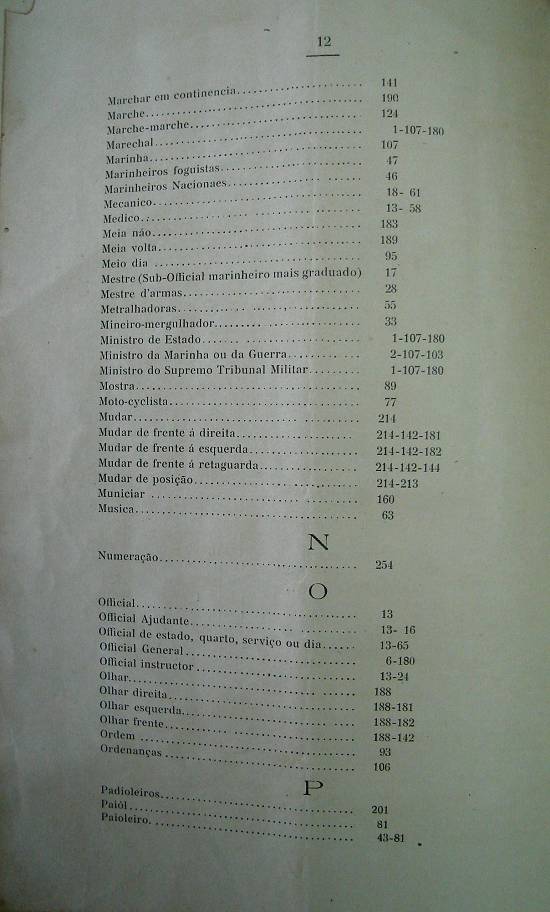 12
Marchar em continencia........................ 141
Marche........................ 190
Marche-marche........................ 124
Marechal........................ 1-107-180
Marinha........................ 107
Marinheiros foguistas........................ 47
Marinheiros Nacionaes........................ 46
Mecanico........................ 18- 61
Medico........................ 13- 58
Meia náo........................ 183
Meia volta........................ 189
Meio dia ........................ 95
Mestre (Sub-Official marinheiro mais graduado) 17
Mestre d'armas........................ 28
Metralhadoras........................ 55
Mineiro-mergulhador........................ 33
Ministro de Estado........................ 1-107-180
Ministro da Marinha ou da Guerra............ 2-107-103
Ministro do Supremo Tribunal Militar......... 1-107-180
Mostra........................ 89
Moto-cyclista........................ 77
Mudar........................ 214
Mudar de frente á direita.................... 214-142-181
Mudar de frente á esquerda.................. 214-142-182
Mudar de frente á retaguarda................. 214-142-144
Mudar de posição........................ 214-213
Municiar ........................ 160
Musica........................ 63
N
Numeração........................ 254
O
Official........................ 13
Official Ajudante........................ 13- 16
Official de estado, quarto, serviço ou dia...... 13-65
Official General........................ 6-180
Official instructor........................ 13-24
Olhar........................ 188
Olhar direita........................ 188-181
Olhar esquerda........................ 188-182
Olhar frente........................ 188-142
Ordem ........................ 93
Ordenanças ........................ 106
P
Padioleiros........................ 201
Paiól........................ 81
Paioleiro........................ 43-81